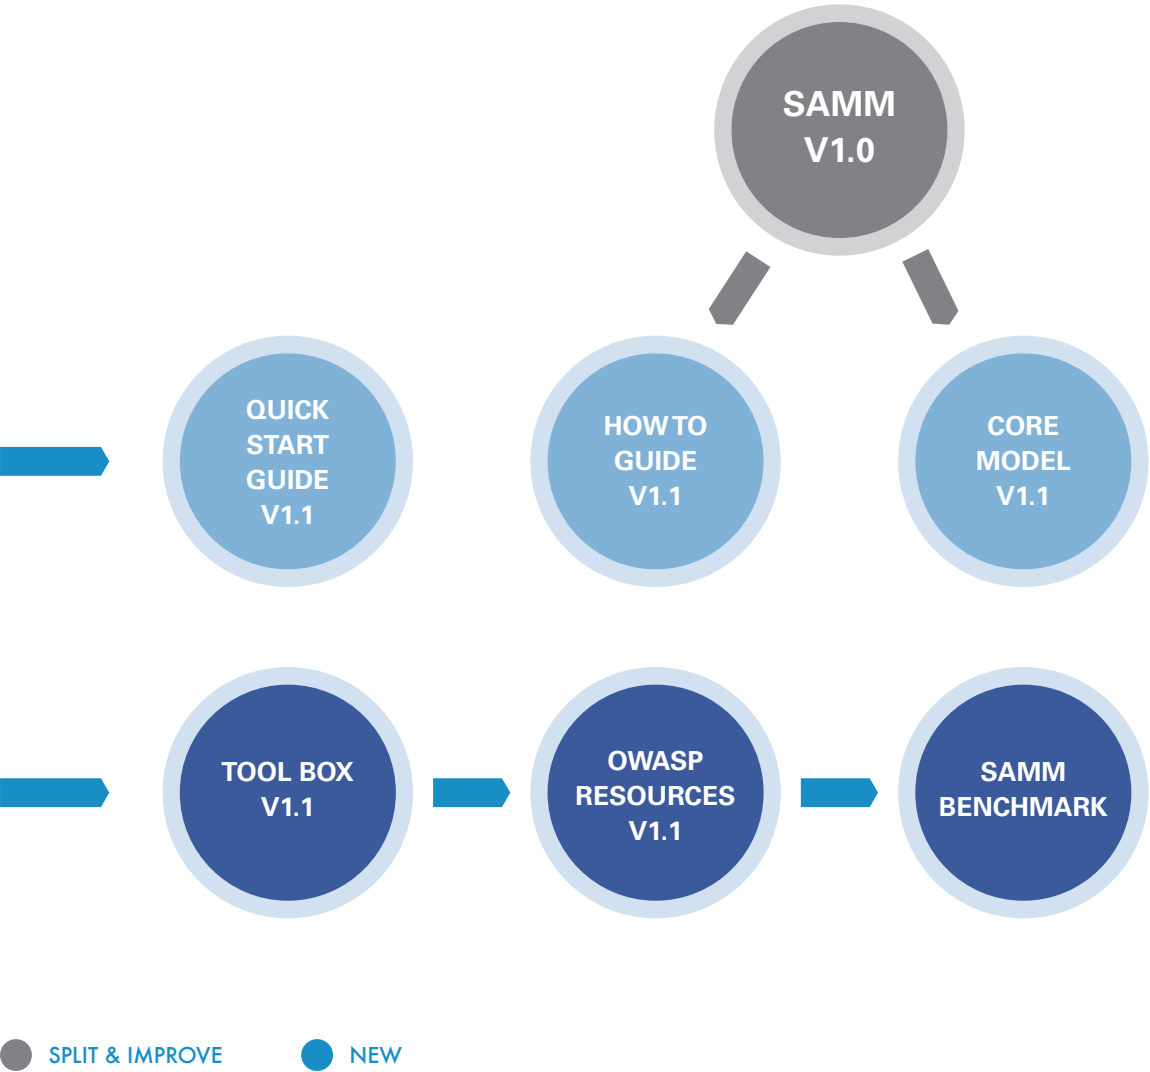 SAMM
V1.0
QUICK
START
GUIDE
V1.1
HOW TO
GUIDE
V1.1
CORE
MODEL
V1.1
TOOL BOX
V1.1
OWASP
RESOURCES
V1.1
SAMM
BENCHMARK
SPLIT & IMPROVE
NEW